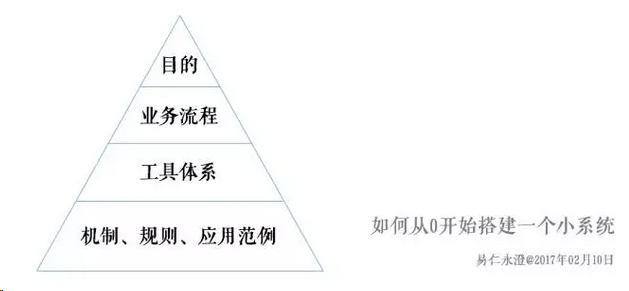 目的
业务流程
工具体系
机制、规则、应用范例
如何从0开始搭建一个小系统
易仁永澄@2017年02月10日